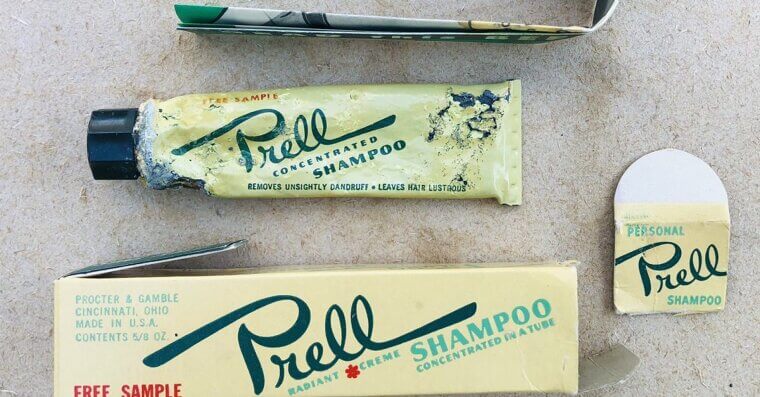 FREE SAMPLE
Prell
CONCENTRATED
SHAMPOO
REMOVES UNSIGHTLY DANDRUFF • LEAVES HAIR LUSTROUS
PERSONAL
Prell
SHAMPOO
PROCTER & GAMBLE
CINCINNATI, OHIO
MADE IN U.S.A.
CONTENTS 5/8 OZ.
FREE SAMPLE
Prell
RADIANT * CREME SHAMPOO
CONCENTRATED IN A TUBE